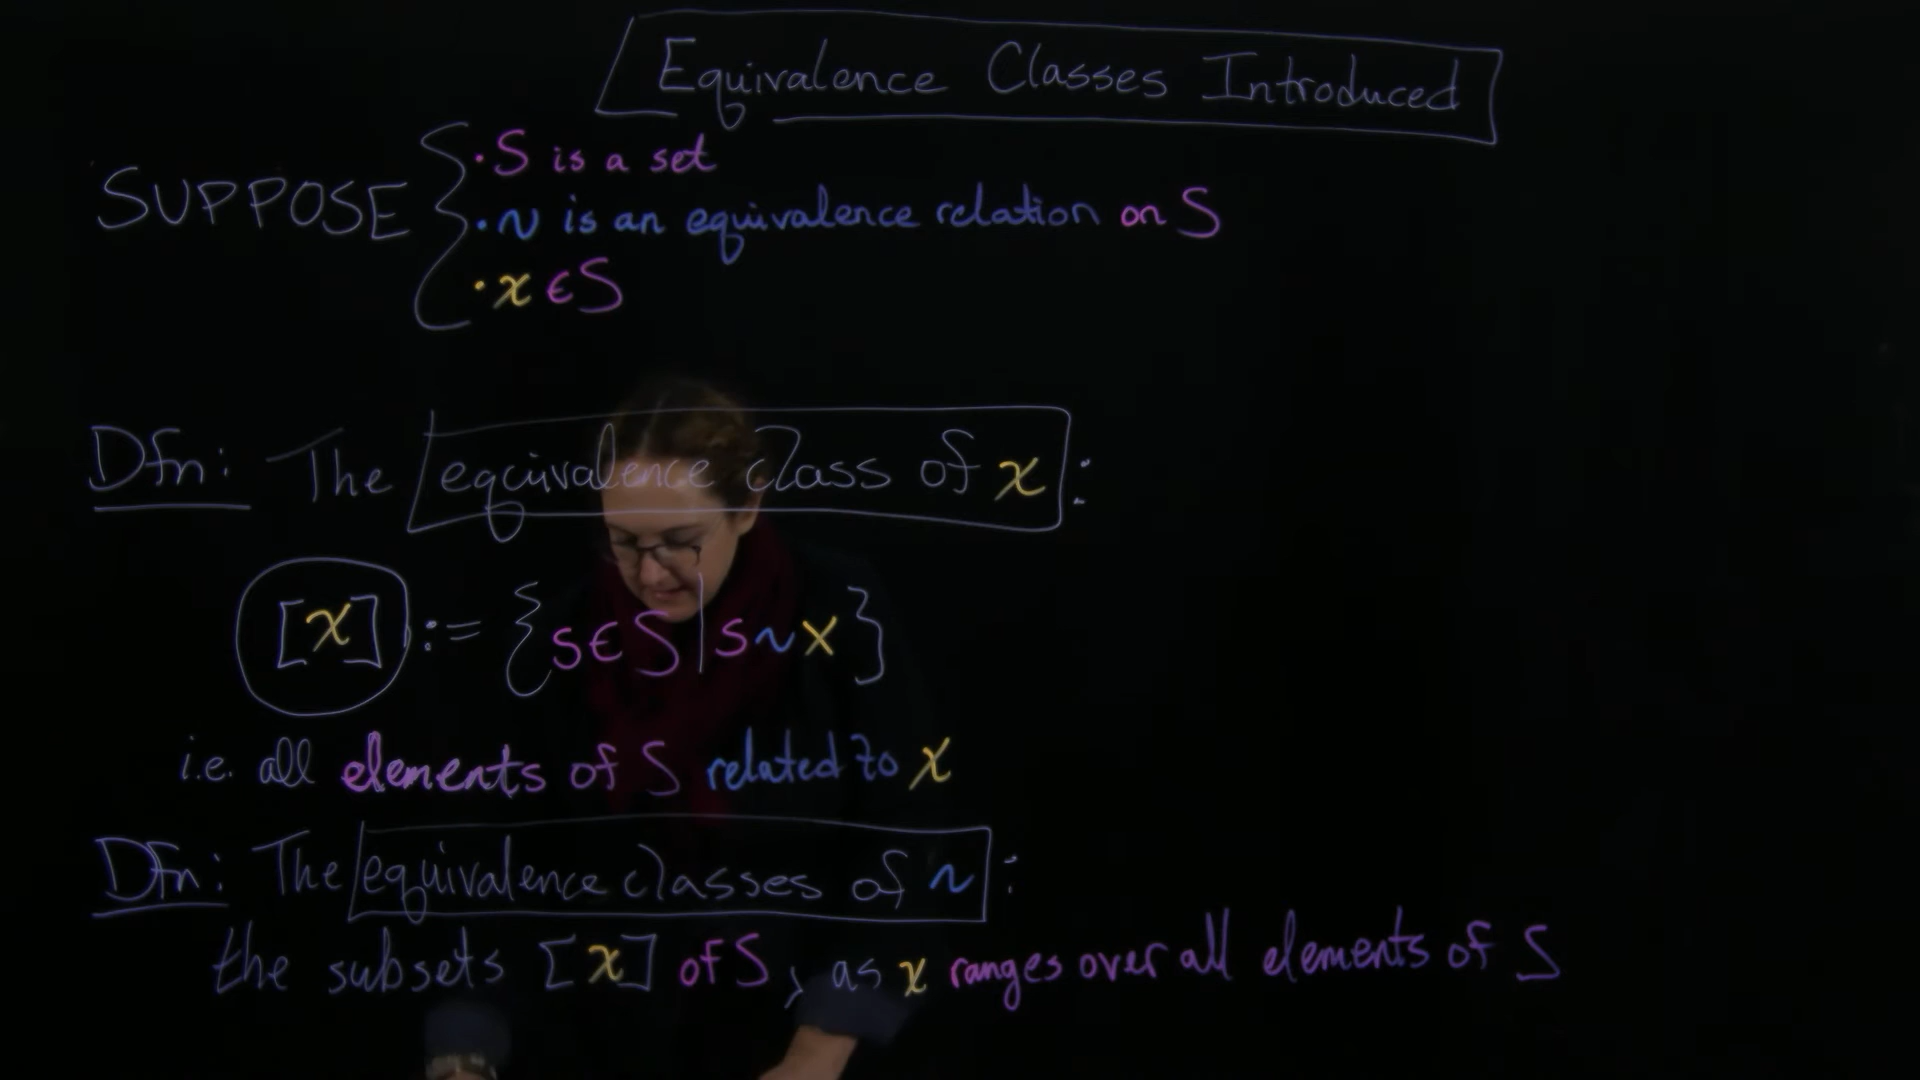 Equivalence Classes Introduced
SUPPOSE { · S is a set
· ~ is an equivalence relation on S
· x ∈ S
Dfn: The equivalence class of x :
[x] := { s ∈ S | s ~ x }
i.e. all elements of S related to x
Dfn: The equivalence classes of ~ :
the subsets [x] of S, as x ranges over all elements of S